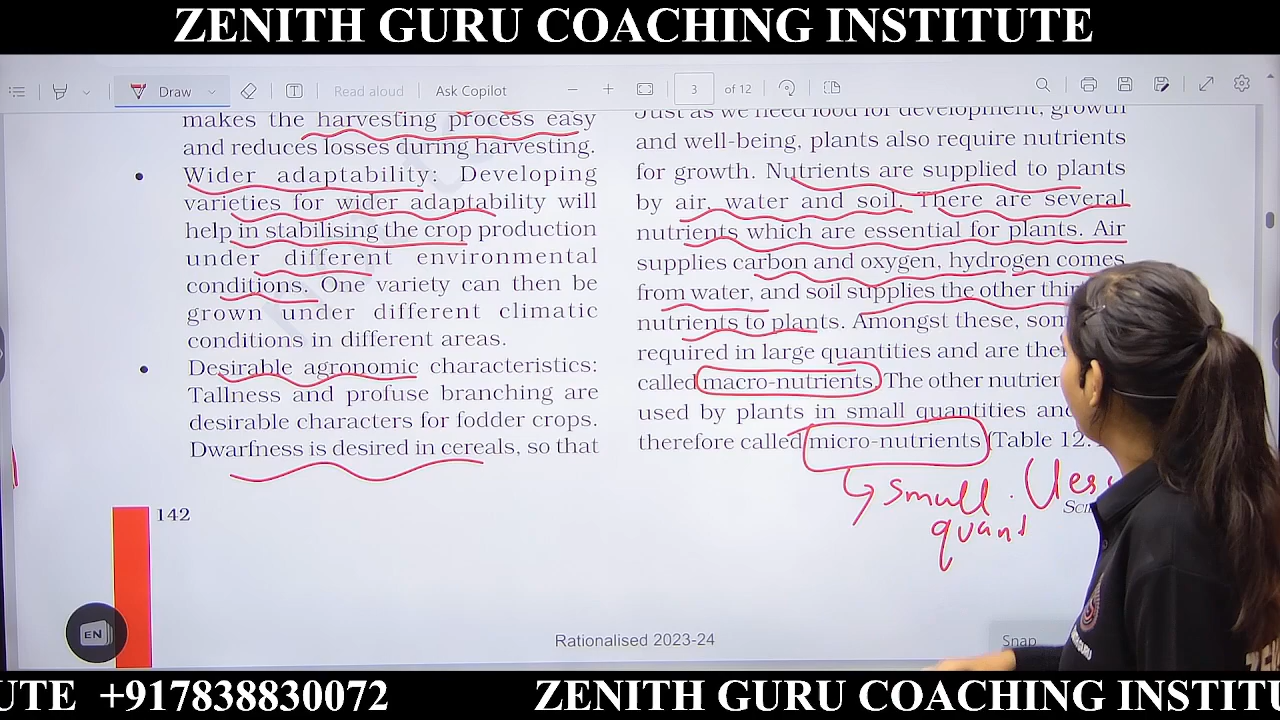 ZENITH GURU COACHING INSTITUTE
Draw
Read aloud
Ask Copilot
3
of 12
makes the harvesting process easy
and reduces losses during harvesting.
• Wider adaptability: Developing
varieties for wider adaptability will
help in stabilising the crop production
under different environmental
conditions. One variety can then be
grown under different climatic
conditions in different areas.
• Desirable agronomic characteristics:
Tallness and profuse branching are
desirable characters for fodder crops.
Dwarfness is desired in cereals, so that
142
Just as we need food for development, growth
and well-being, plants also require nutrients
for growth. Nutrients are supplied to plants
by air, water and soil. There are several
nutrients which are essential for plants. Air
supplies carbon and oxygen, hydrogen comes
from water, and soil supplies the other
nutrients to plants. Amongst these,
required in large quantities and are
called macro-nutrients. The other
used by plants in small quantities
therefore called micro-nutrients (Table 12.
small.
quant
EN
Rationalised 2023-24
Snap
UTE +917838830072 ZENITH GURU COACHING INSTITU